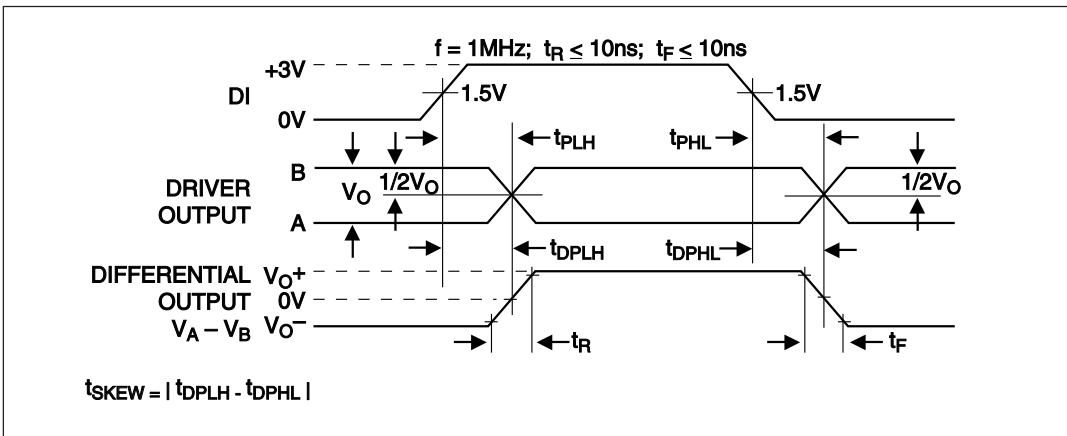 f = 1MHz; tR ≤ 10ns; tF ≤ 10ns
+3V
DI
1.5V
1.5V
0V
tPLH
tPHL
B
DRIVER
OUTPUT
VO
1/2VO
1/2VO
A
tDPLH
tDPHL
DIFFERENTIAL
OUTPUT
VA – VB
VO+
0V
VO–
tR
tF
tSKEW = | tDPLH - tDPHL |